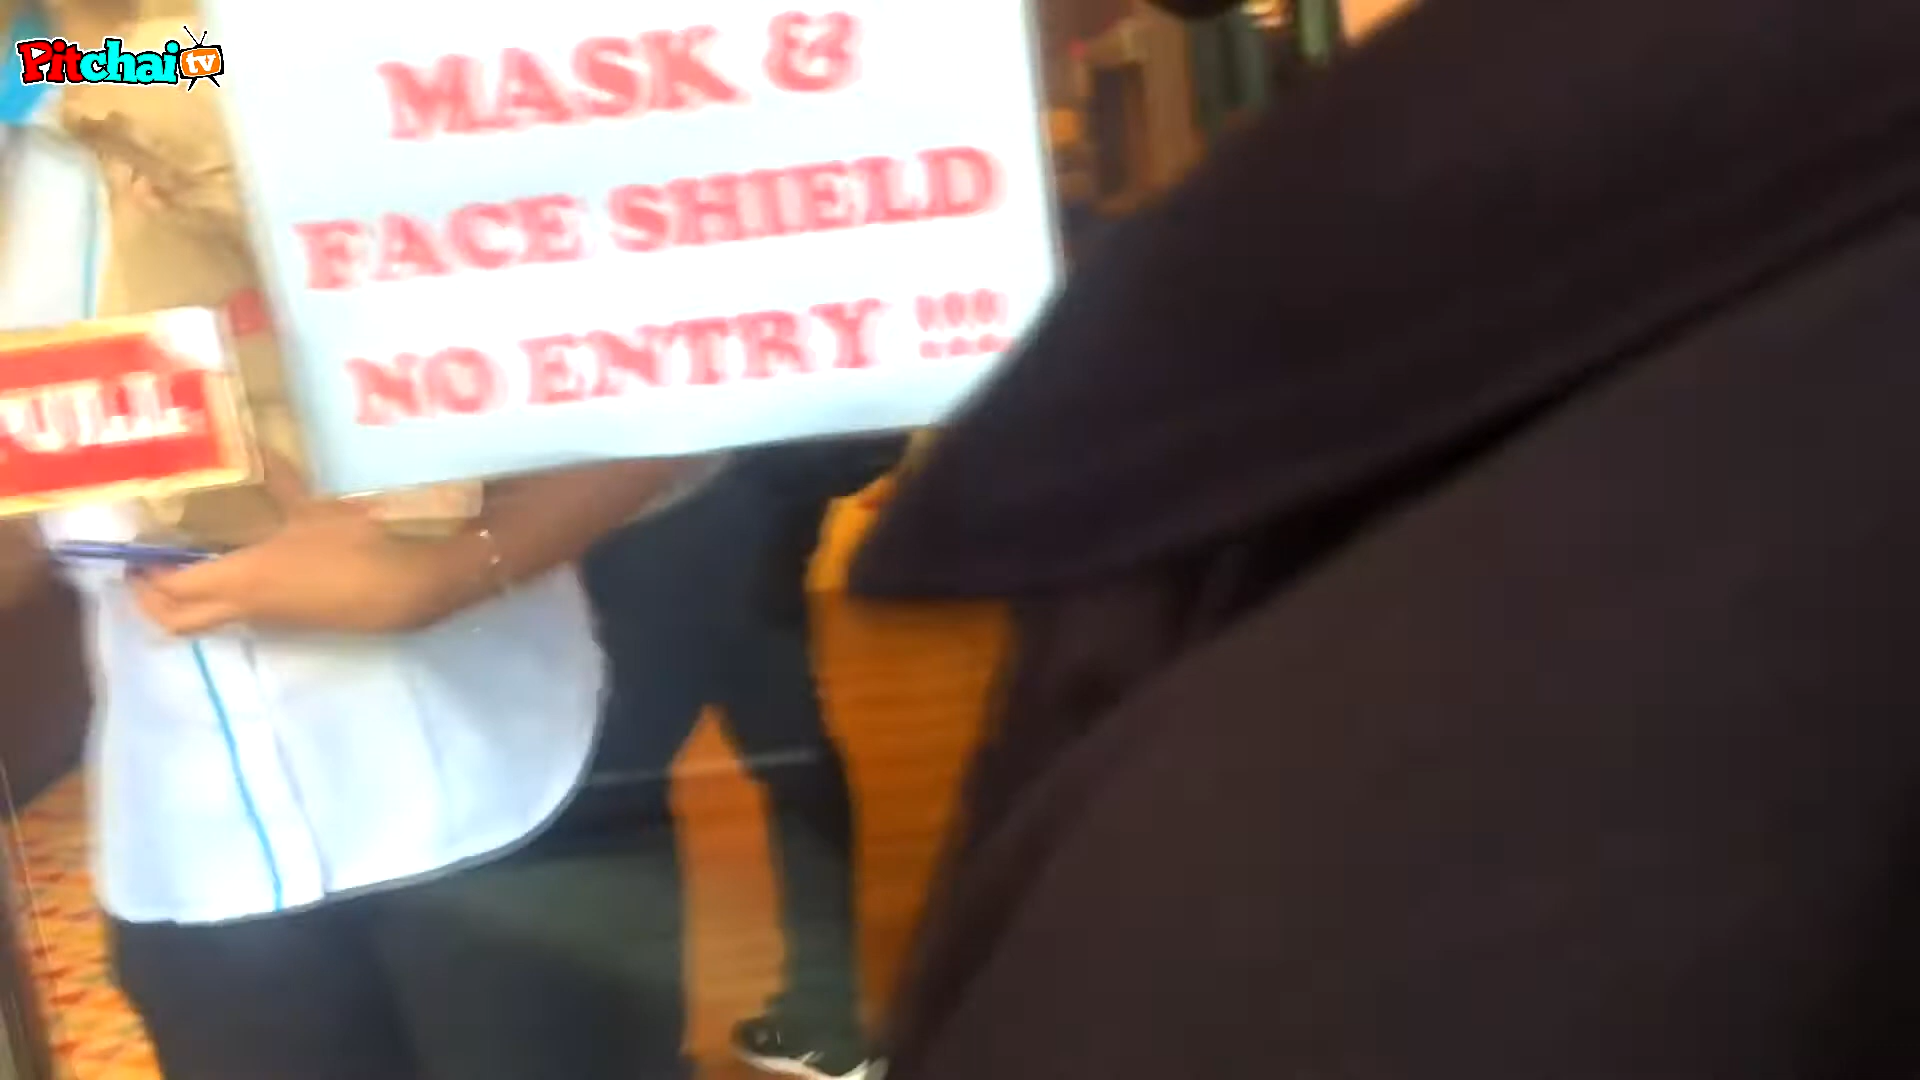 Pitchai tv
MASK &
FACE SHIELD
NO ENTRY !!!
PULL